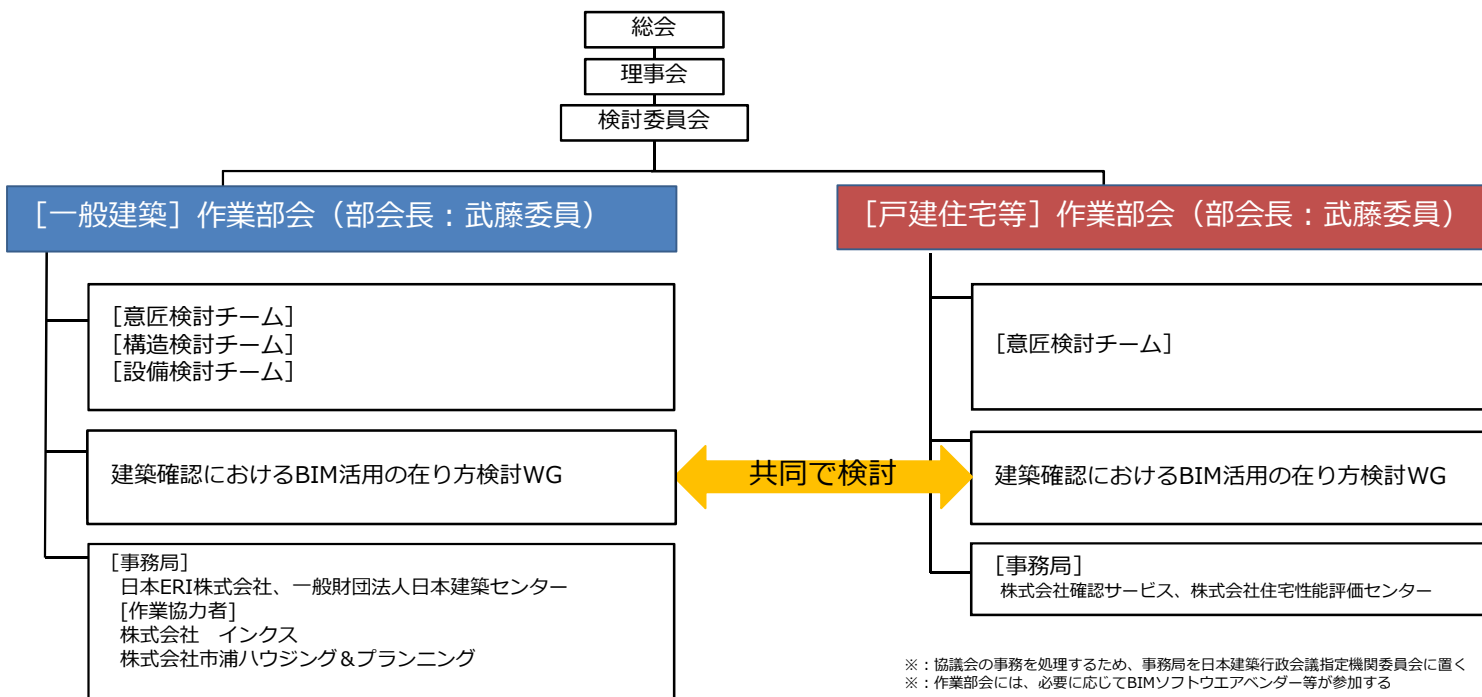 総会
理事会
検討委員会
［一般建築］作業部会（部会長：武藤委員）
［意匠検討チーム］
［構造検討チーム］
［設備検討チーム］
建築確認におけるBIM活用の在り方検討WG
［事務局］
日本ERI株式会社、一般財団法人日本建築センター
[作業協力者]
株式会社　インクス
株式会社市浦ハウジング＆プランニング
共同で検討
［戸建住宅等］作業部会（部会長：武藤委員）
［意匠検討チーム］
建築確認におけるBIM活用の在り方検討WG
［事務局］
株式会社確認サービス、株式会社住宅性能評価センター
※：協議会の事務を処理するため、事務局を日本建築行政会議指定機関委員会に置く
※：作業部会には、必要に応じてBIMソフトウエアベンダー等が参加する